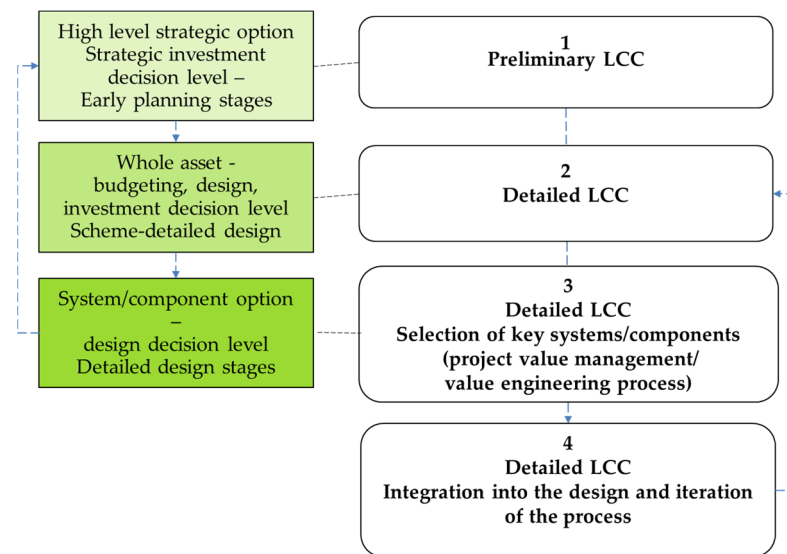 High level strategic option
Strategic investment
decision level –
Early planning stages
1
Preliminary LCC
Whole asset -
budgeting, design,
investment decision level
Scheme-detailed design
2
Detailed LCC
System/component option
–
design decision level
Detailed design stages
3
Detailed LCC
Selection of key systems/components
(project value management/
value engineering process)
4
Detailed LCC
Integration into the design and iteration
of the process